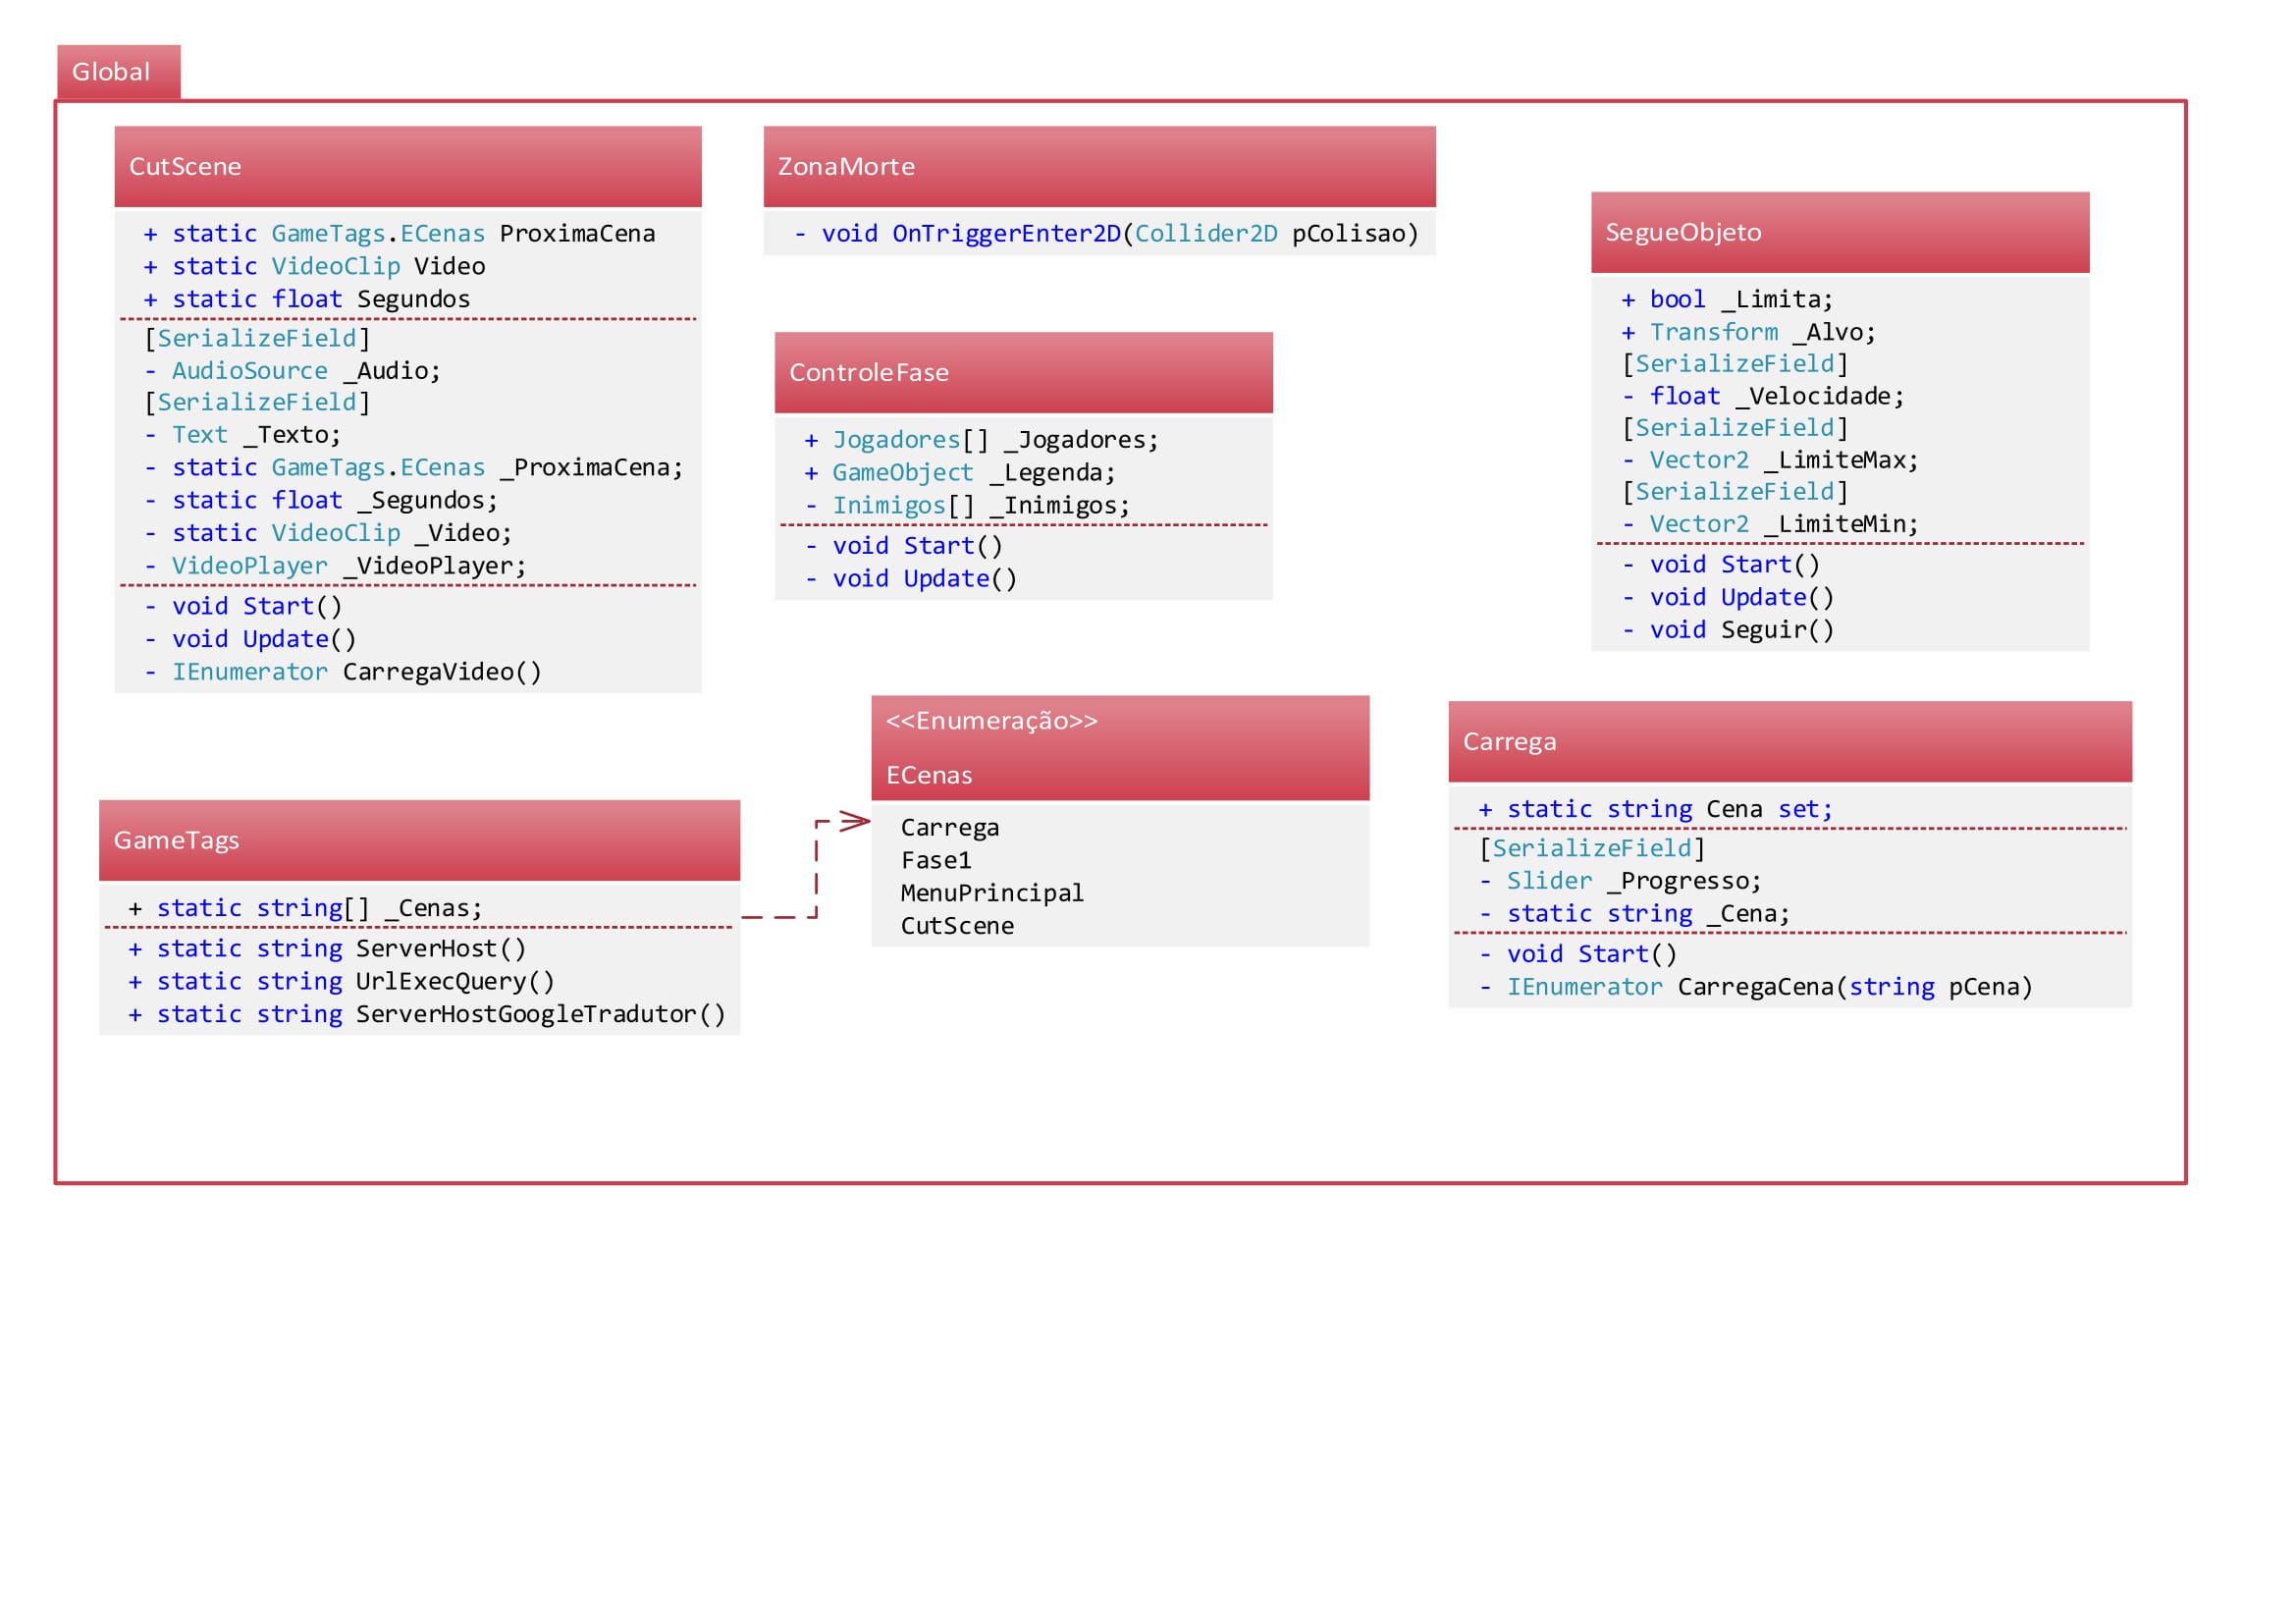 Global
CutScene
+ static GameTags.ECenas ProximaCena
+ static VideoClip Video
+ static float Segundos
[SerializeField]
- AudioSource _Audio;
[SerializeField]
- Text _Texto;
- static GameTags.ECenas _ProximaCena;
- static float _Segundos;
- static VideoClip _Video;
- VideoPlayer _VideoPlayer;
- void Start()
- void Update()
- IEnumerator CarregaVideo()
ZonaMorte
- void OnTriggerEnter2D(Collider2D pColisao)
ControleFase
+ Jogadores[] _Jogadores;
+ GameObject _Legenda;
- Inimigos[] _Inimigos;
- void Start()
- void Update()
SegueObjeto
+ bool _Limita;
+ Transform _Alvo;
[SerializeField]
- float _Velocidade;
[SerializeField]
- Vector2 _LimiteMax;
[SerializeField]
- Vector2 _LimiteMin;
- void Start()
- void Update()
- void Seguir()
GameTags
+ static string[] _Cenas;
+ static string ServerHost()
+ static string UrlExecQuery()
+ static string ServerHostGoogleTradutor()
<<Enumeração>>
ECenas
Carrega
Fase1
MenuPrincipal
CutScene
Carrega
+ static string Cena set;
[SerializeField]
- Slider _Progresso;
- static string _Cena;
- void Start()
- IEnumerator CarregaCena(string pCena)